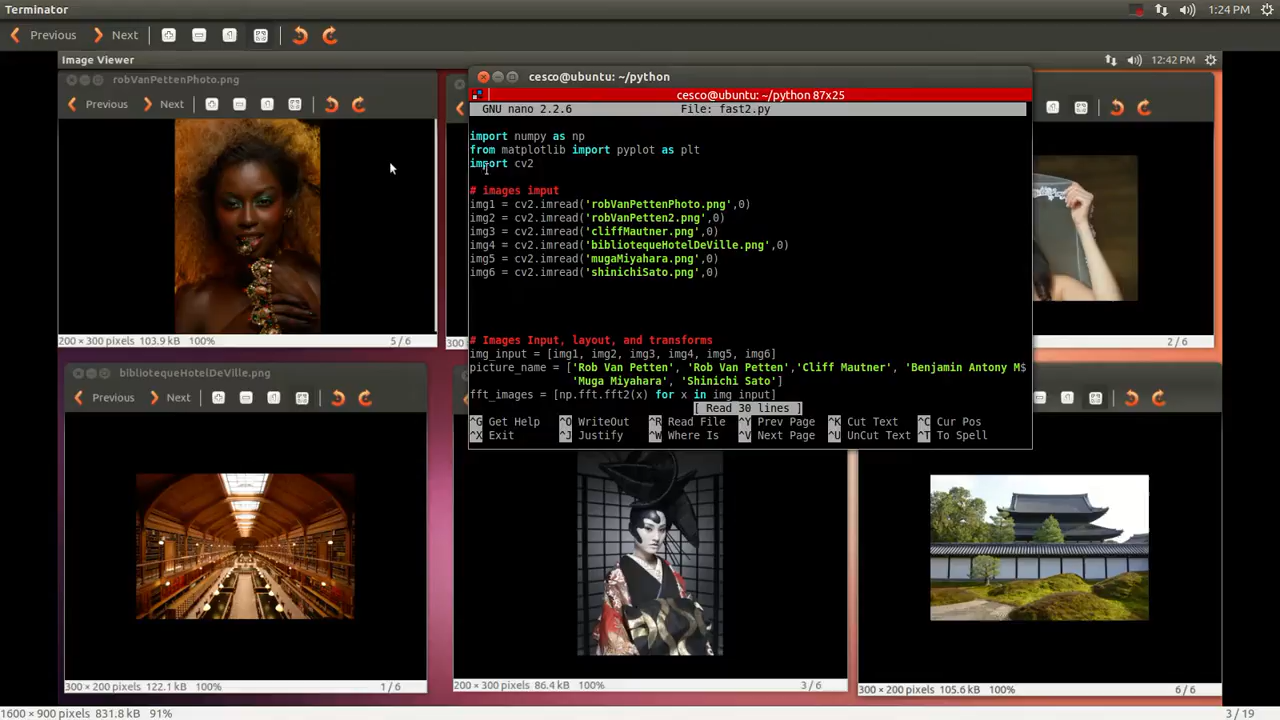 Terminator
1:24 PM
Previous
Next
Image Viewer
12:42 PM
robVanPettenPhoto.png
Previous
Next
200 × 300 pixels 103.9 kB 100%
5 / 6
cesco@ubuntu: ~/python
cesco@ubuntu: ~/python 87x25
GNU nano 2.2.6 File: fast2.py
import numpy as np
from matplotlib import pyplot as plt
import cv2
# images imput
img1 = cv2.imread('robVanPettenPhoto.png',0)
img2 = cv2.imread('robVanPetten2.png',0)
img3 = cv2.imread('cliffMautner.png',0)
img4 = cv2.imread('bibliotequeHotelDeVille.png',0)
img5 = cv2.imread('mugaMiyahara.png',0)
img6 = cv2.imread('shinichiSato.png',0)
# Images Input, layout, and transforms
img_input = [img1, img2, img3, img4, img5, img6]
picture_name = ['Rob Van Petten', 'Rob Van Petten','Cliff Mautner', 'Benjamin Antony M$
'Muga Miyahara', 'Shinichi Sato']
fft_images = [np.fft.fft2(x) for x in img_input]
[ Read 30 lines ]
^G Get Help ^O WriteOut ^R Read File ^Y Prev Page ^K Cut Text ^C Cur Pos
^X Exit ^J Justify ^W Where Is ^V Next Page ^U UnCut Text ^T To Spell
300
2 / 6
bibliotequeHotelDeVille.png
Previous
Next
300 × 200 pixels 122.1 kB 100%
1 / 6
200 × 300 pixels 86.4 kB 100%
3 / 6
300 × 200 pixels 105.6 kB 100%
6 / 6
1600 × 900 pixels 831.8 kB 91%
3 / 19